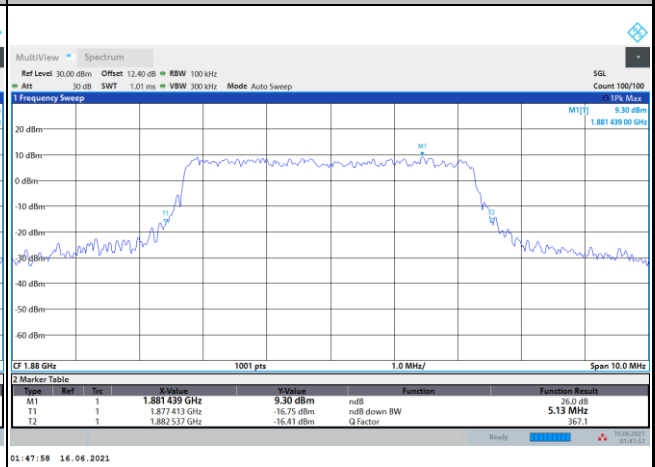 MultiView Spectrum
Ref Level 30.00 dBm Offset 12.40 dB RBW 100 kHz SGL
Att 30 dB SWT 1.01 ms VBW 300 kHz Mode Auto Sweep Count 100/100
1 Frequency Sweep 1Pk Max
M1[1] 9.30 dBm
1.881 439 00 GHz
20 dBm
M1
10 dBm
0 dBm
-10 dBm
T1 T2
-20 dBm
-30 dBm
-40 dBm
-50 dBm
-60 dBm
CF 1.88 GHz 1001 pts 1.0 MHz/ Span 10.0 MHz
2 Marker Table
Type Ref Trc X-Value Y-Value Function Function Result
M1 1 1.881 439 GHz 9.30 dBm ndB 26.0 dB
T1 1 1.877 413 GHz -16.75 dBm ndB down BW 5.13 MHz
T2 1 1.882 537 GHz -16.41 dBm Q Factor 367.1
Ready 16.06.2021
01:47:57
01:47:58 16.06.2021